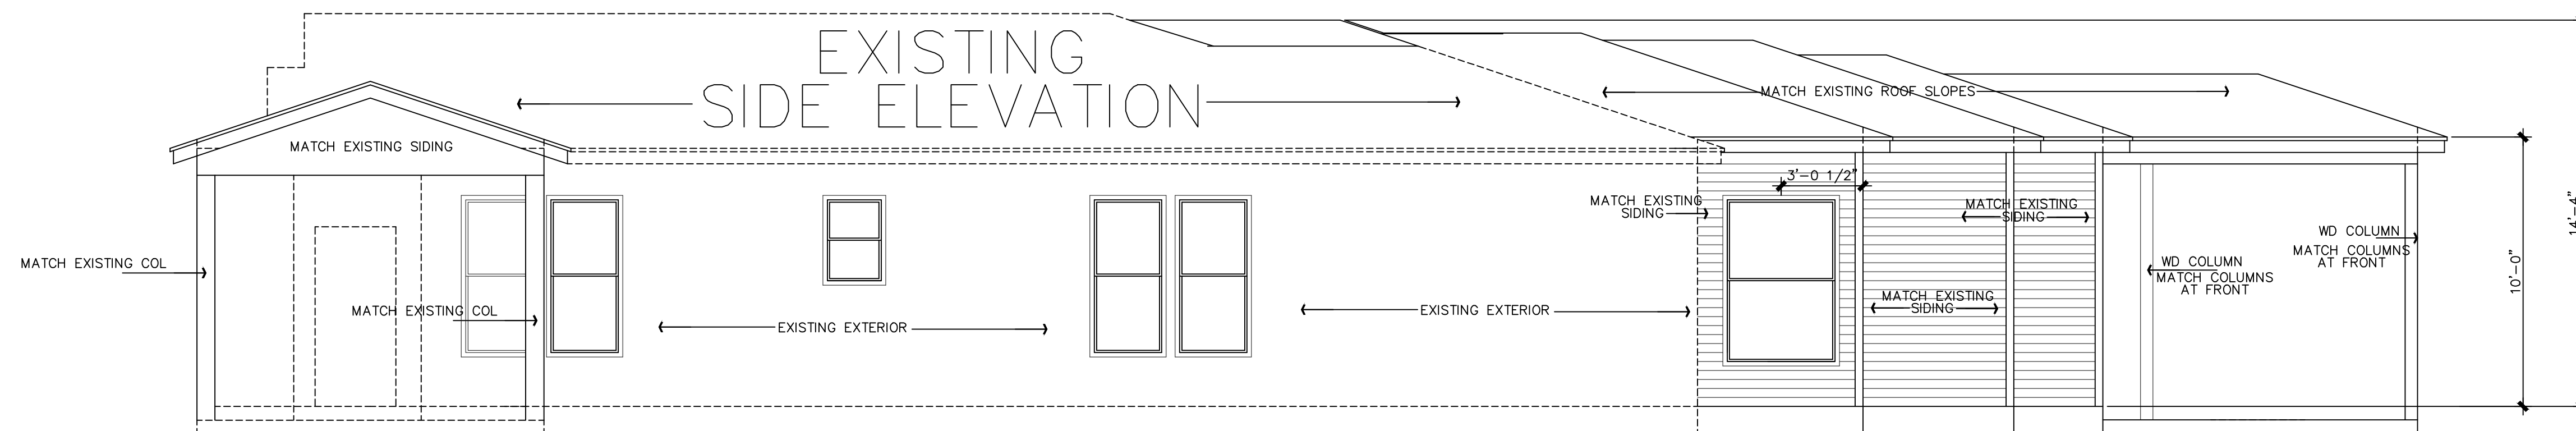 EXISTING
SIDE ELEVATION
MATCH EXISTING ROOF SLOPES
MATCH EXISTING SIDING
3'-0 1/2"
MATCH EXISTING
SIDING
MATCH EXISTING
SIDING
14'-4"
WD COLUMN
MATCH COLUMNS
AT FRONT
MATCH EXISTING COL
WD COLUMN
MATCH COLUMNS
AT FRONT
10'-0"
MATCH EXISTING COL
EXISTING EXTERIOR
EXISTING EXTERIOR
MATCH EXISTING
SIDING